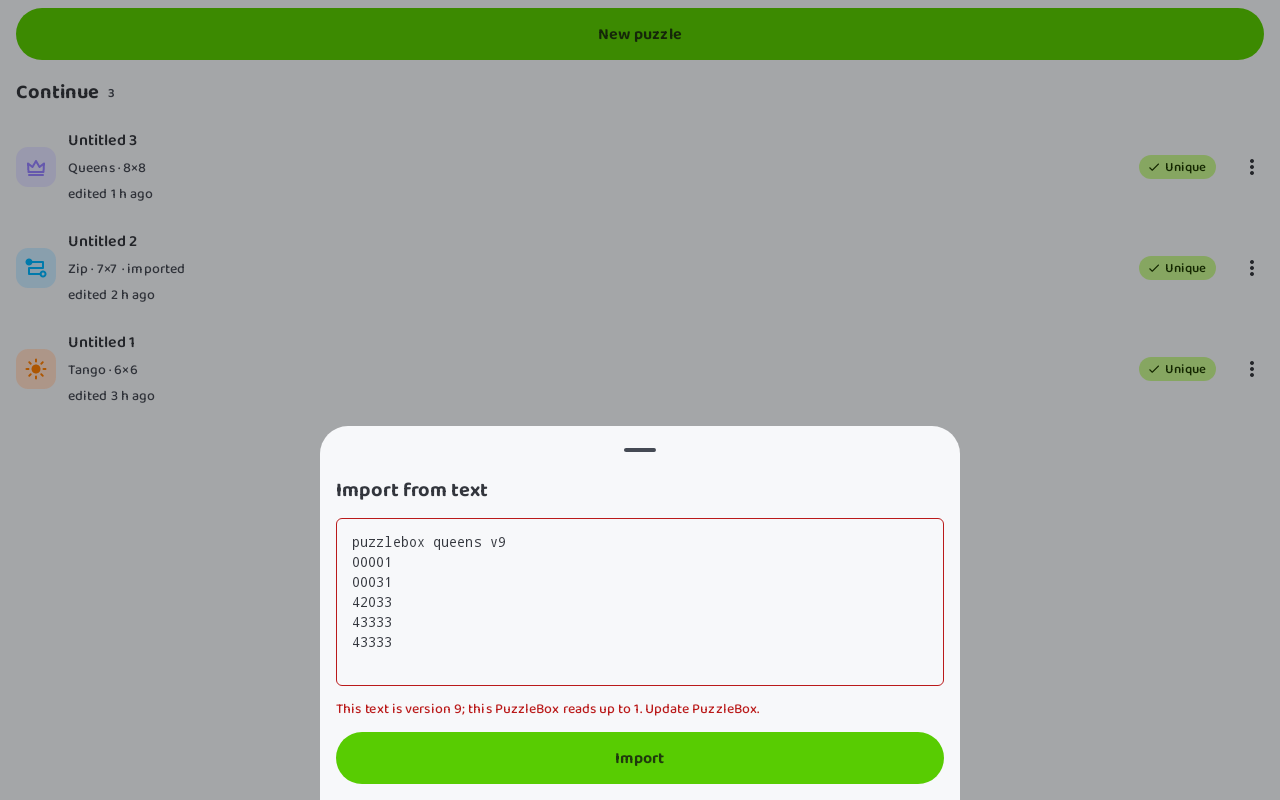 New puzzle
Continue 3
Untitled 3
Queens · 8×8
edited 1 h ago
Unique
Untitled 2
Zip · 7×7 · imported
edited 2 h ago
Unique
Untitled 1
Tango · 6×6
edited 3 h ago
Unique
Import from text
puzzlebox queens v9
00001
00031
42033
43333
43333
This text is version 9; this PuzzleBox reads up to 1. Update PuzzleBox.
Import